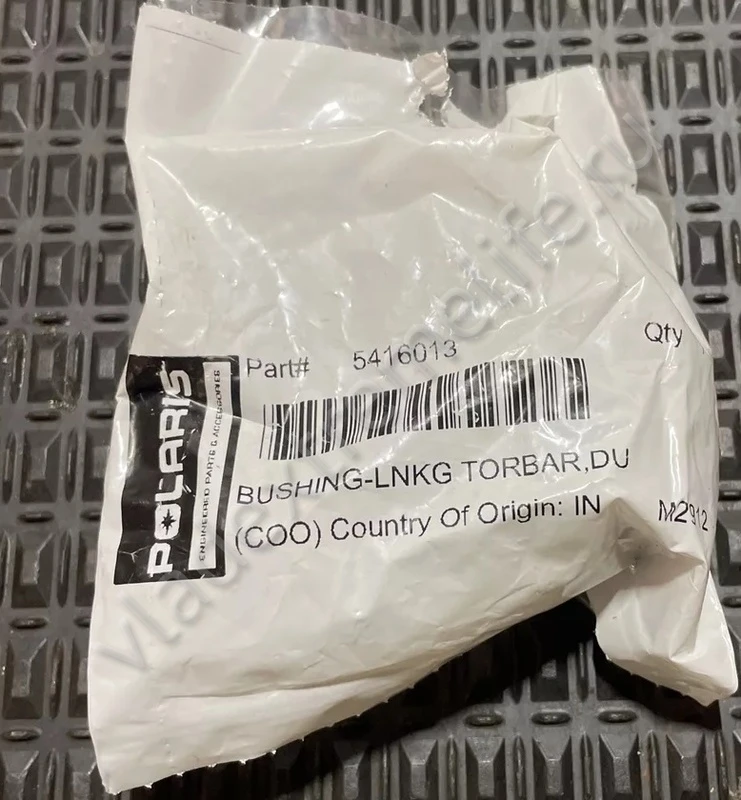 Part# 5416013 Qty
BUSHING-LNKG TORBAR,DU
(COO) Country Of Origin: IN M2912
POLARIS
ENGINEERED PARTS & ACCESSORIES